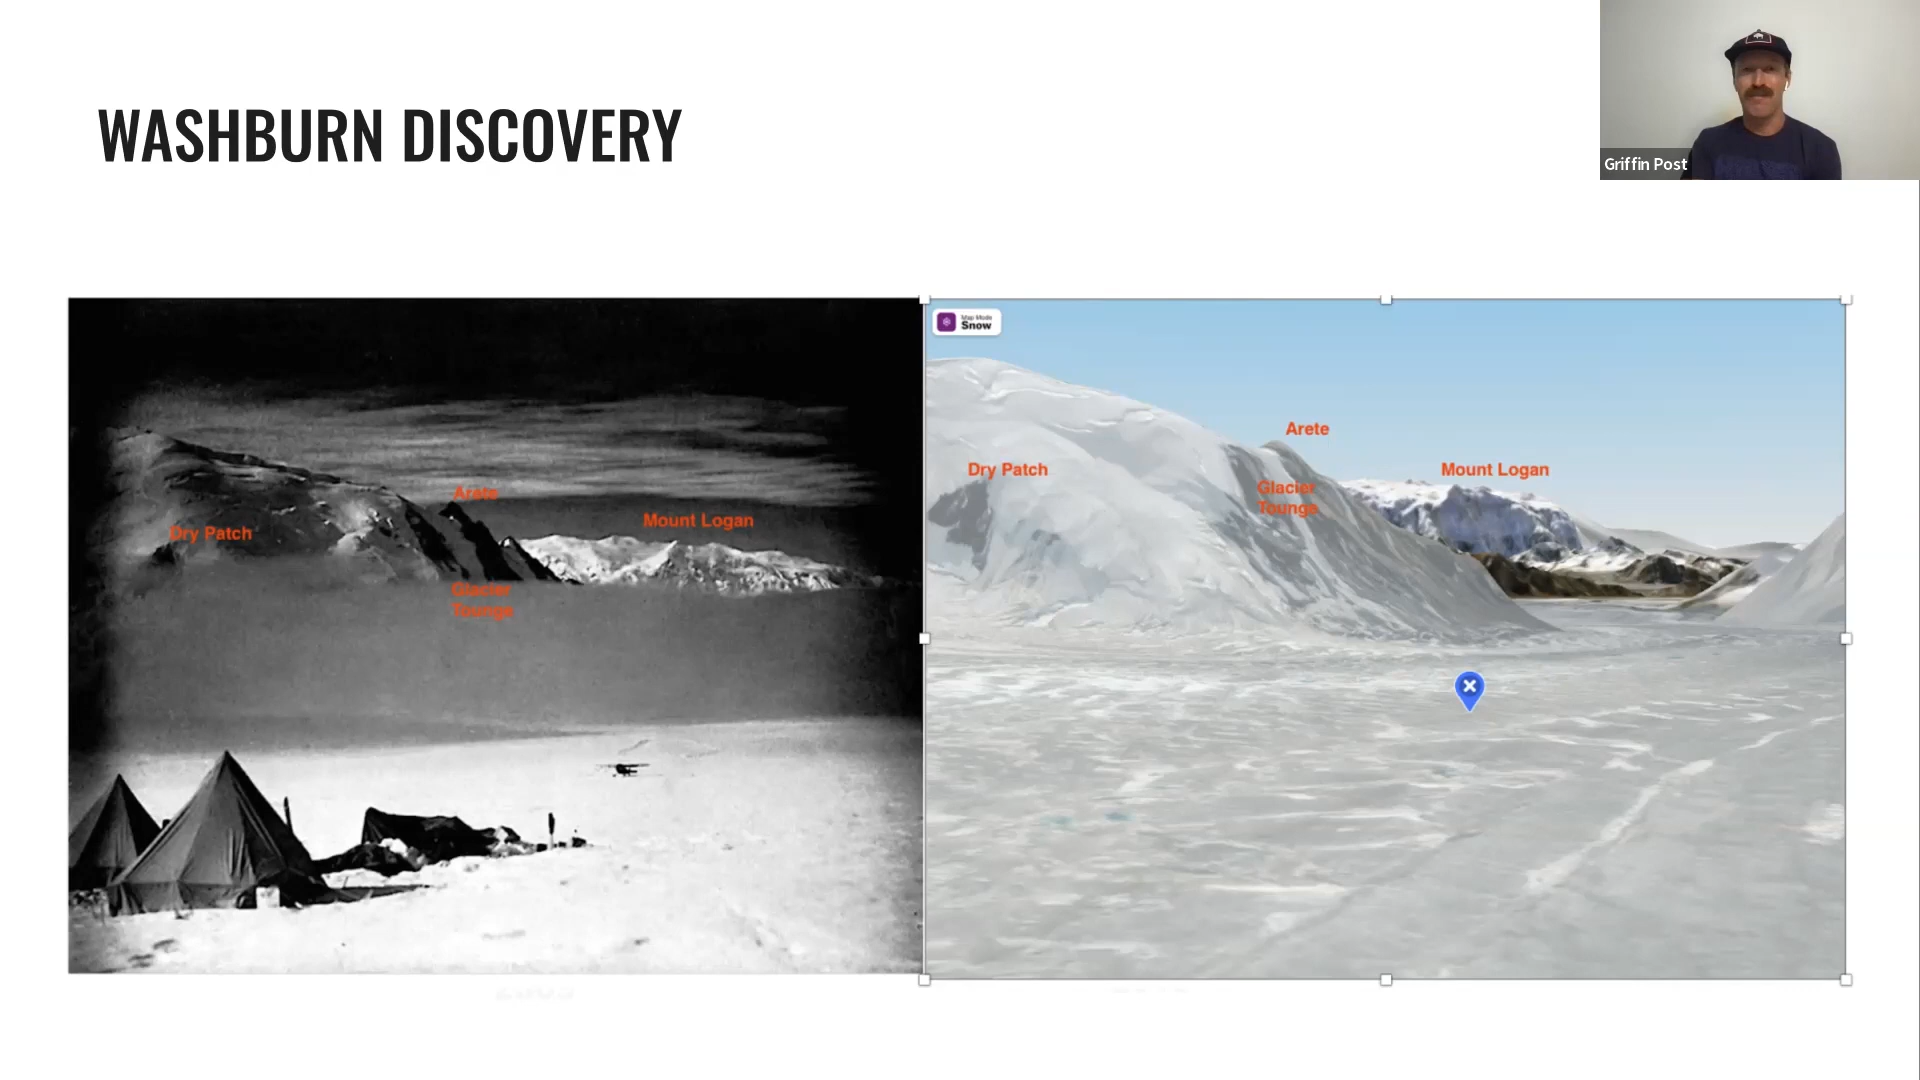 WASHBURN DISCOVERY
Griffin Post
Arete
Dry Patch
Mount Logan
Glacier
Tounge
Map Mode
Snow
Arete
Dry Patch
Mount Logan
Glacier
Tounge